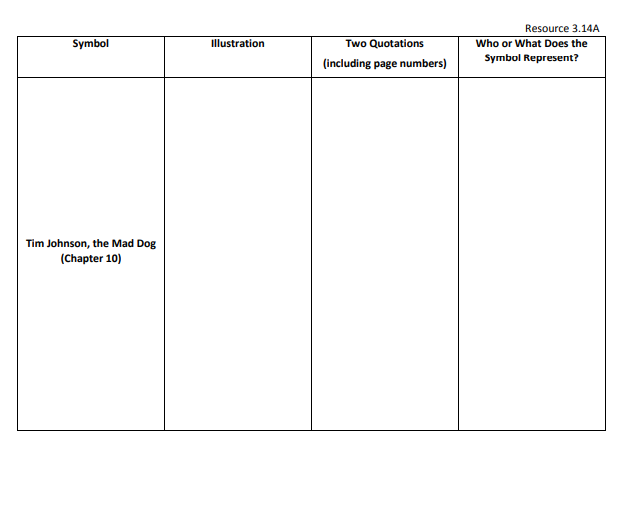 Resource 3.14A
Symbol
Illustration
Two Quotations
(including page numbers)
Who or What Does the
Symbol Represent?
Tim Johnson, the Mad Dog
(Chapter 10)